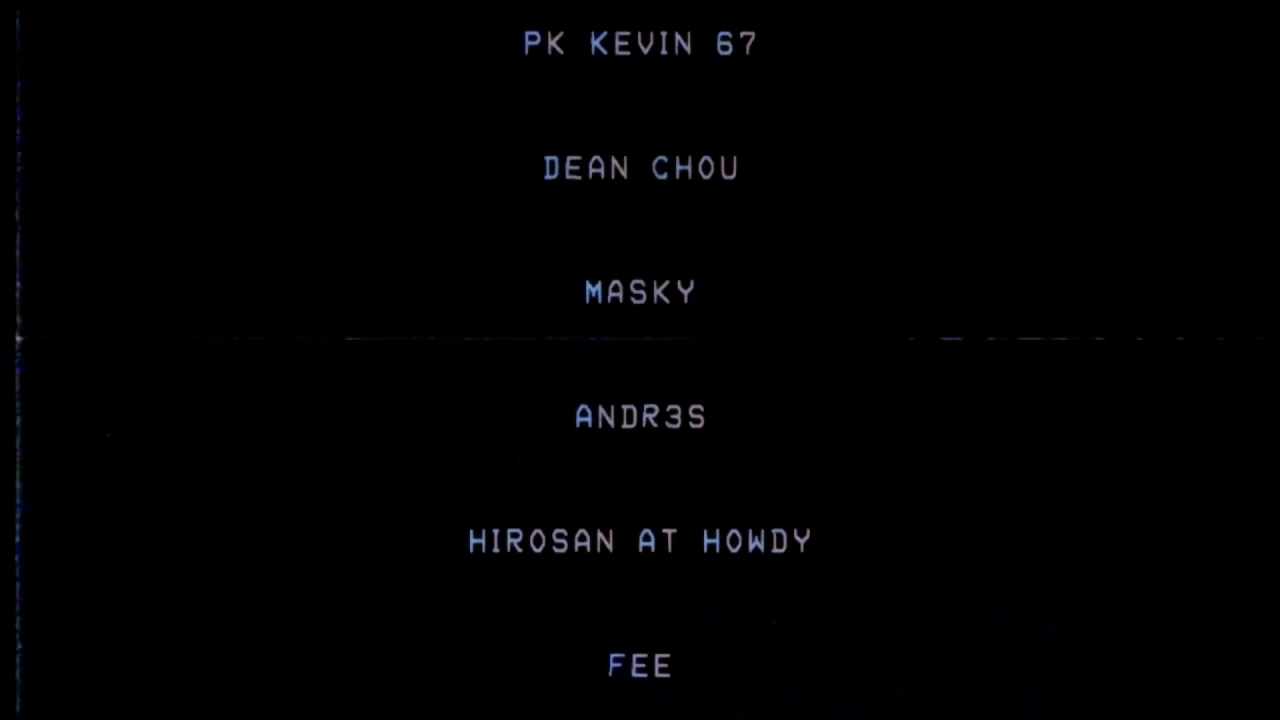 PK KEVIN 67
DEAN CHOU
MASKY
ANDR3S
HIROSAN AT HOWDY
FEE